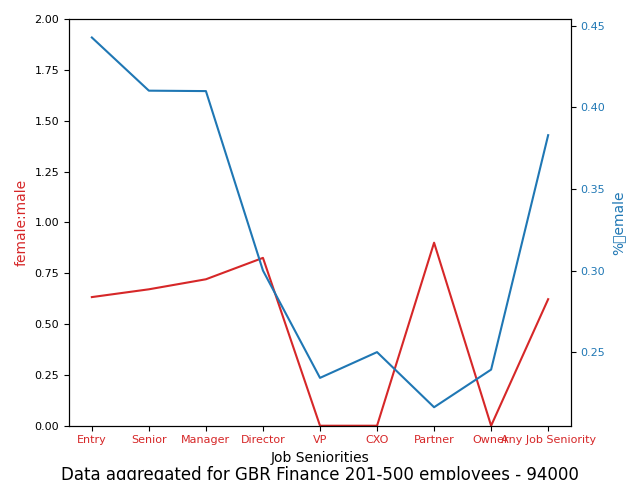 2.00
1.75
1.50
1.25
1.00
0.75
0.50
0.25
0.00
female:male
0.45
0.40
0.35
0.30
0.25
%▯emale
Entry Senior Manager Director VP CXO Partner Owner Any Job Seniority
Job Seniorities
Data aggregated for GBR Finance 201-500 employees - 94000